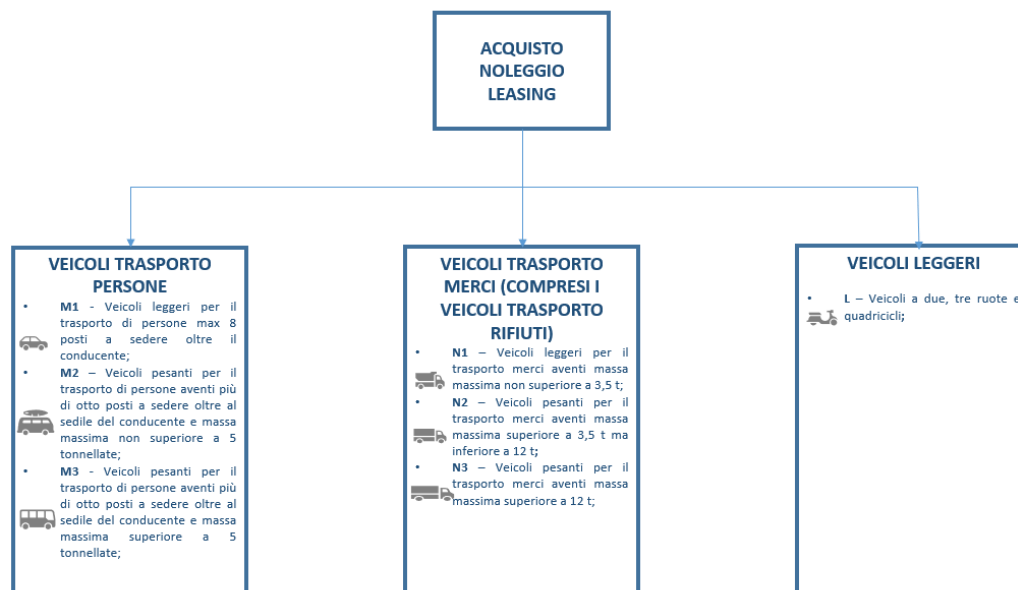 ACQUISTO
NOLEGGIO
LEASING
VEICOLI TRASPORTO
PERSONE
• M1 - Veicoli leggeri per il
trasporto di persone max 8
posti a sedere oltre il
conducente;
• M2 – Veicoli pesanti per il
trasporto di persone aventi più
di otto posti a sedere oltre al
sedile del conducente e massa
massima non superiore a 5
tonnellate;
• M3 - Veicoli pesanti per il
trasporto di persone aventi più
di otto posti a sedere oltre al
sedile del conducente e massa
massima superiore a 5
tonnellate;
VEICOLI TRASPORTO
MERCI (COMPRESI I
VEICOLI TRASPORTO
RIFIUTI)
• N1 – Veicoli leggeri per il
trasporto merci aventi massa
massima non superiore a 3,5 t;
• N2 – Veicoli pesanti per il
trasporto merci aventi massa
massima superiore a 3,5 t ma
inferiore a 12 t;
• N3 – Veicoli pesanti per il
trasporto merci aventi massa
massima superiore a 12 t;
VEICOLI LEGGERI
• L – Veicoli a due, tre ruote e
quadricicli;